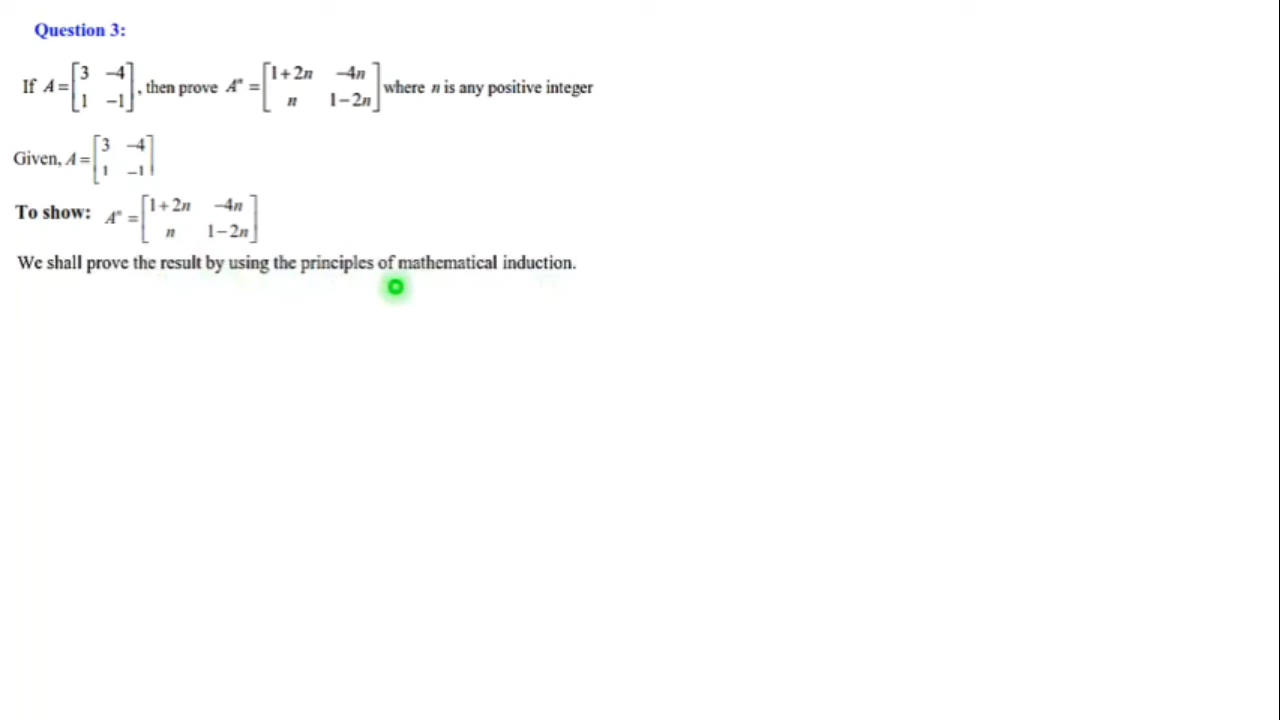 Question 3:
If A = [3 −4; 1 −1], then prove Aⁿ = [1+2n −4n; n 1−2n] where n is any positive integer
Given, A = [3 −4; 1 −1]
To show: Aⁿ = [1+2n −4n; n 1−2n]
We shall prove the result by using the principles of mathematical induction.